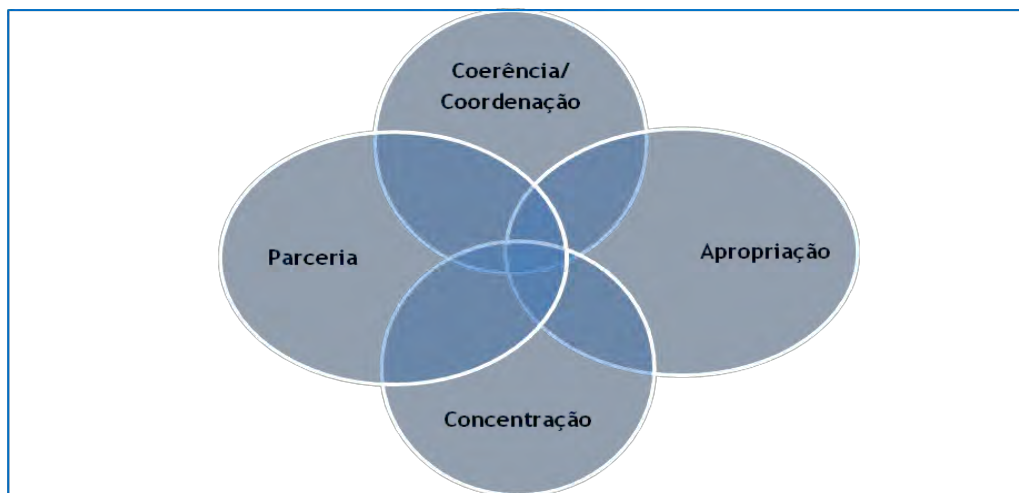 Coerência/
Coordenação
Parceria
Apropriação
Concentração